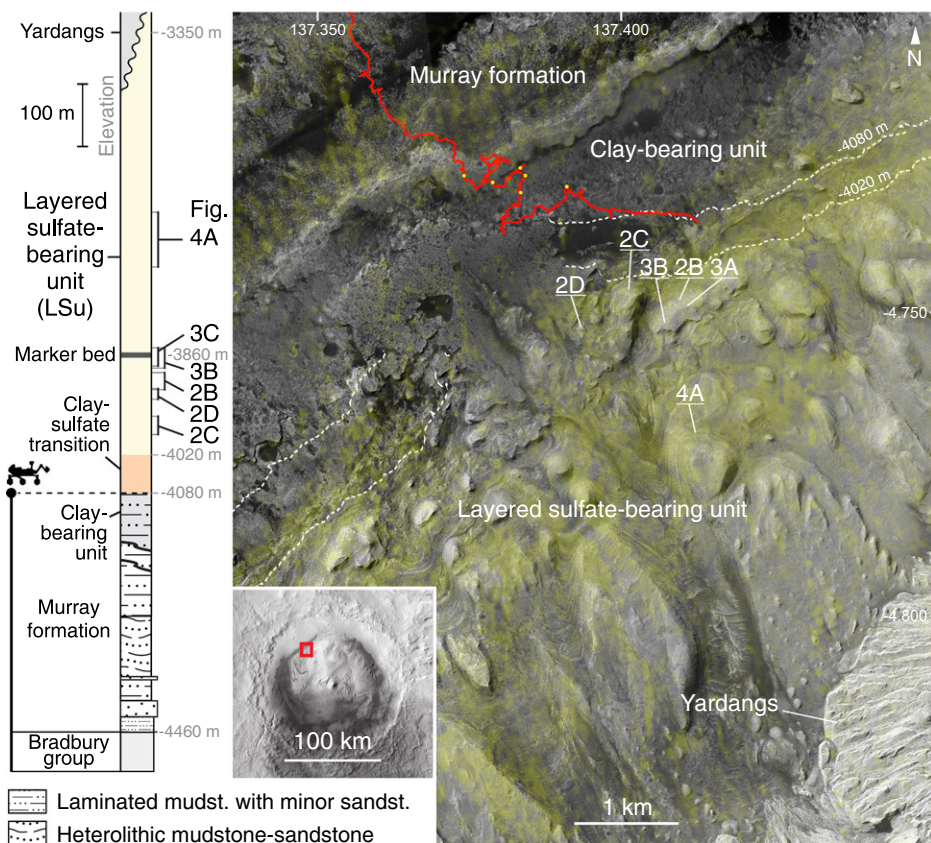 Yardangs
-3350 m
100 m
Elevation
Layered
sulfate-
bearing
unit
(LSu)
Fig.
4A
Marker bed
3C
-3860 m
3B
2B
2D
2C
Clay-
sulfate
transition
-4020 m
-4080 m
Clay-
bearing
unit
Murray
formation
-4460 m
Bradbury
group
Laminated mudst. with minor sandst.
Heterolithic mudstone-sandstone
137.350
137.400
N
Murray formation
Clay-bearing unit
-4080 m
-4020 m
2C
3B
2B
3A
2D
-4.750
4A
Layered sulfate-bearing unit
-4.800
Yardangs
100 km
1 km